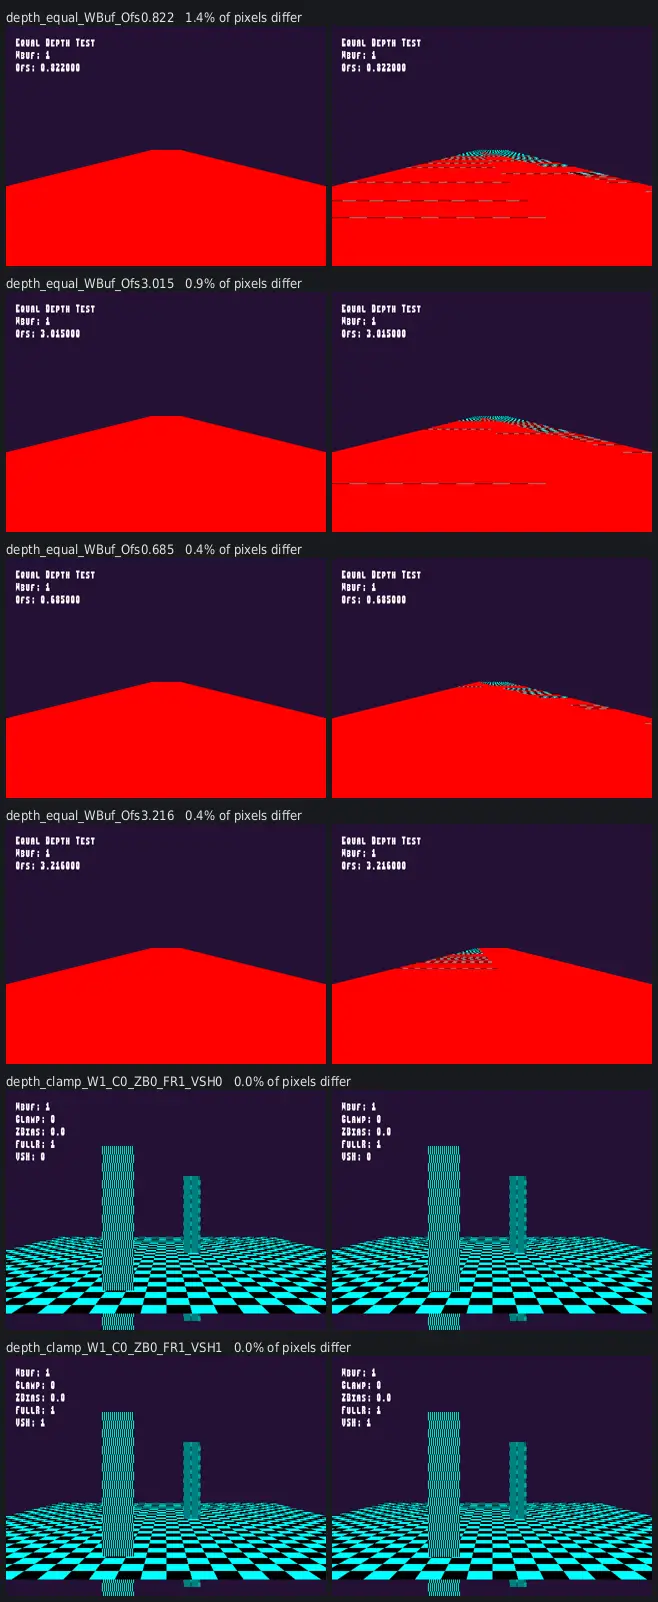 depth_equal_WBuf_Ofs0.822 1.4% of pixels differ
Equal Depth Test
WBuf: 1
Ofs: 0.822000
Equal Depth Test
WBuf: 1
Ofs: 0.822000
depth_equal_WBuf_Ofs3.015 0.9% of pixels differ
Equal Depth Test
WBuf: 1
Ofs: 3.015000
Equal Depth Test
WBuf: 1
Ofs: 3.015000
depth_equal_WBuf_Ofs0.685 0.4% of pixels differ
Equal Depth Test
WBuf: 1
Ofs: 0.685000
Equal Depth Test
WBuf: 1
Ofs: 0.685000
depth_equal_WBuf_Ofs3.216 0.4% of pixels differ
Equal Depth Test
WBuf: 1
Ofs: 3.216000
Equal Depth Test
WBuf: 1
Ofs: 3.216000
depth_clamp_W1_C0_ZB0_FR1_VSH0 0.0% of pixels differ
WBuf: 1
Clamp: 0
ZBias: 0.0
FullR: 1
VSH: 0
WBuf: 1
Clamp: 0
ZBias: 0.0
FullR: 1
VSH: 0
depth_clamp_W1_C0_ZB0_FR1_VSH1 0.0% of pixels differ
WBuf: 1
Clamp: 0
ZBias: 0.0
FullR: 1
VSH: 1
WBuf: 1
Clamp: 0
ZBias: 0.0
FullR: 1
VSH: 1